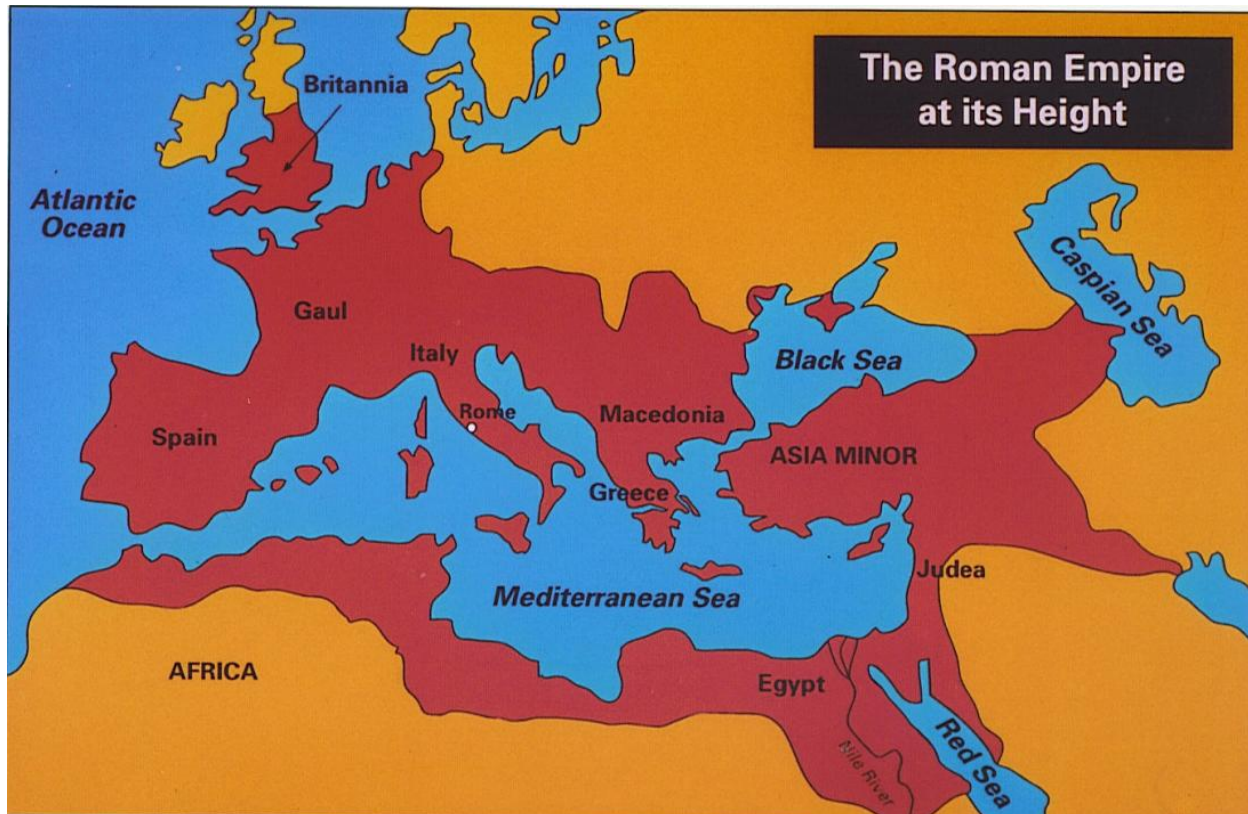 The Roman Empire
at its Height
Britannia
Atlantic
Ocean
Caspian Sea
Gaul
Italy
Black Sea
Rome
Macedonia
Spain
ASIA MINOR
Greece
Judea
Mediterranean Sea
AFRICA
Egypt
Red Sea
Nile River